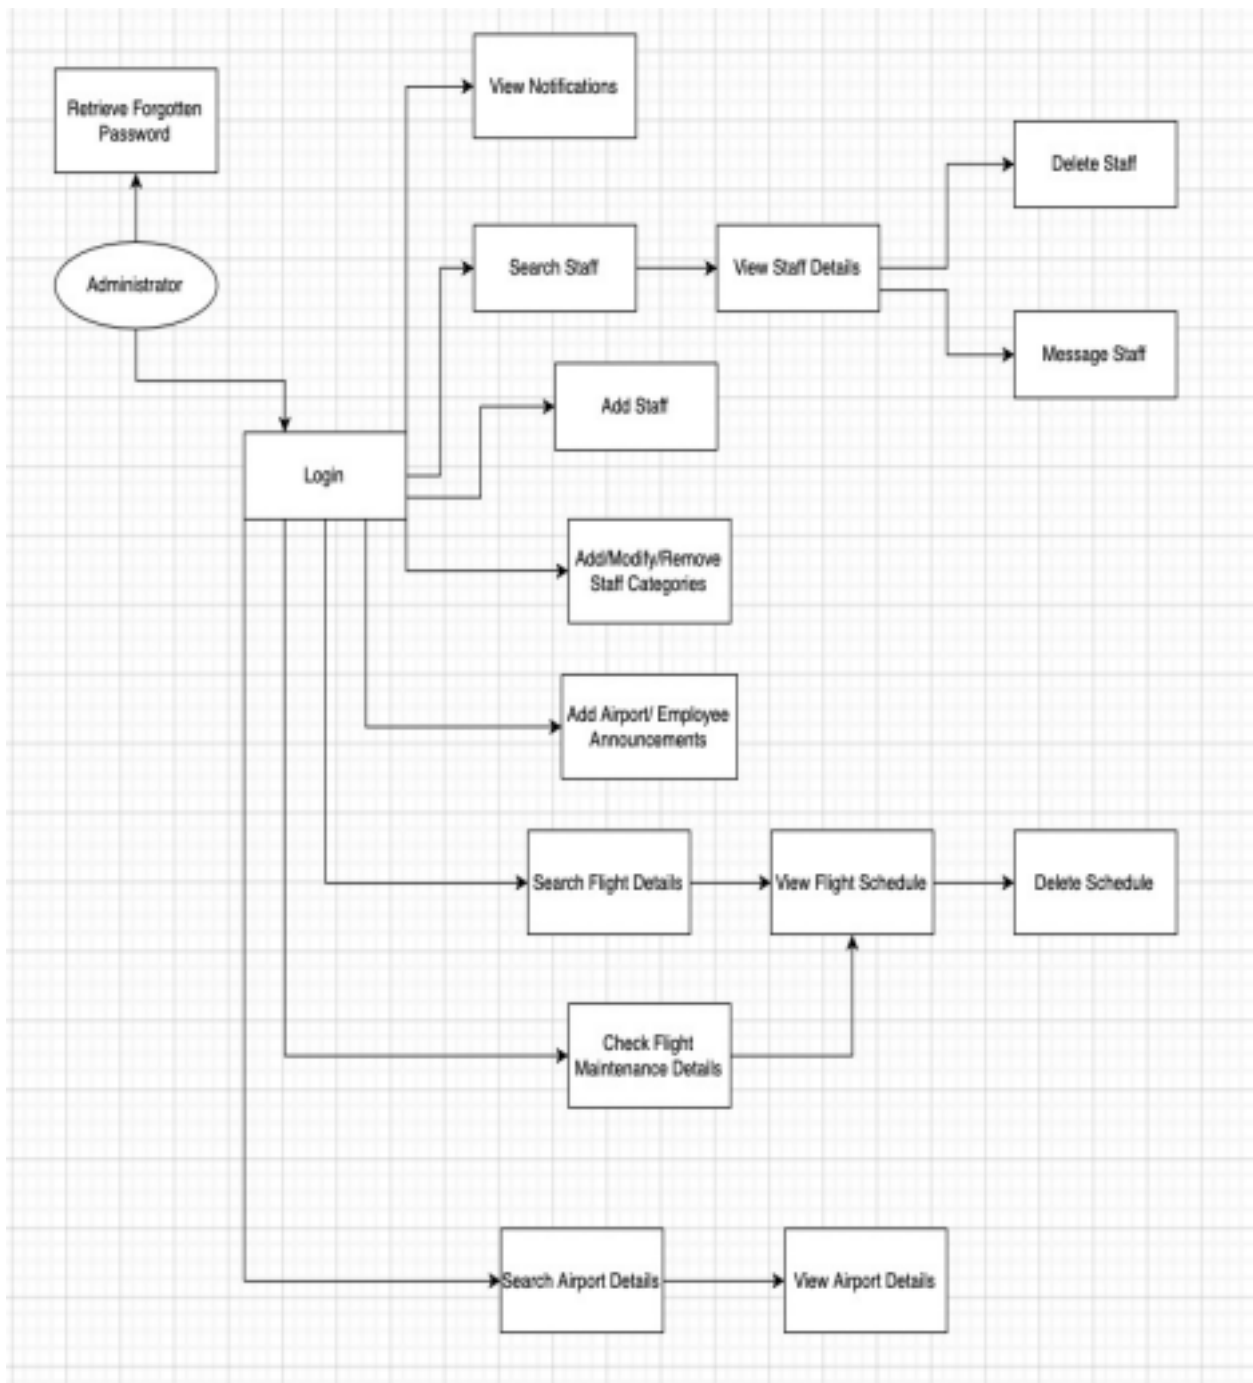 View Notifications
Retrieve Forgotten
Password
Delete Staff
Administrator
Search Staff
View Staff Details
Message Staff
Add Staff
Login
Add/Modify/Remove
Staff Categories
Add Airport/ Employee
Announcements
Search Flight Details
View Flight Schedule
Delete Schedule
Check Flight
Maintenance Details
Search Airport Details
View Airport Details